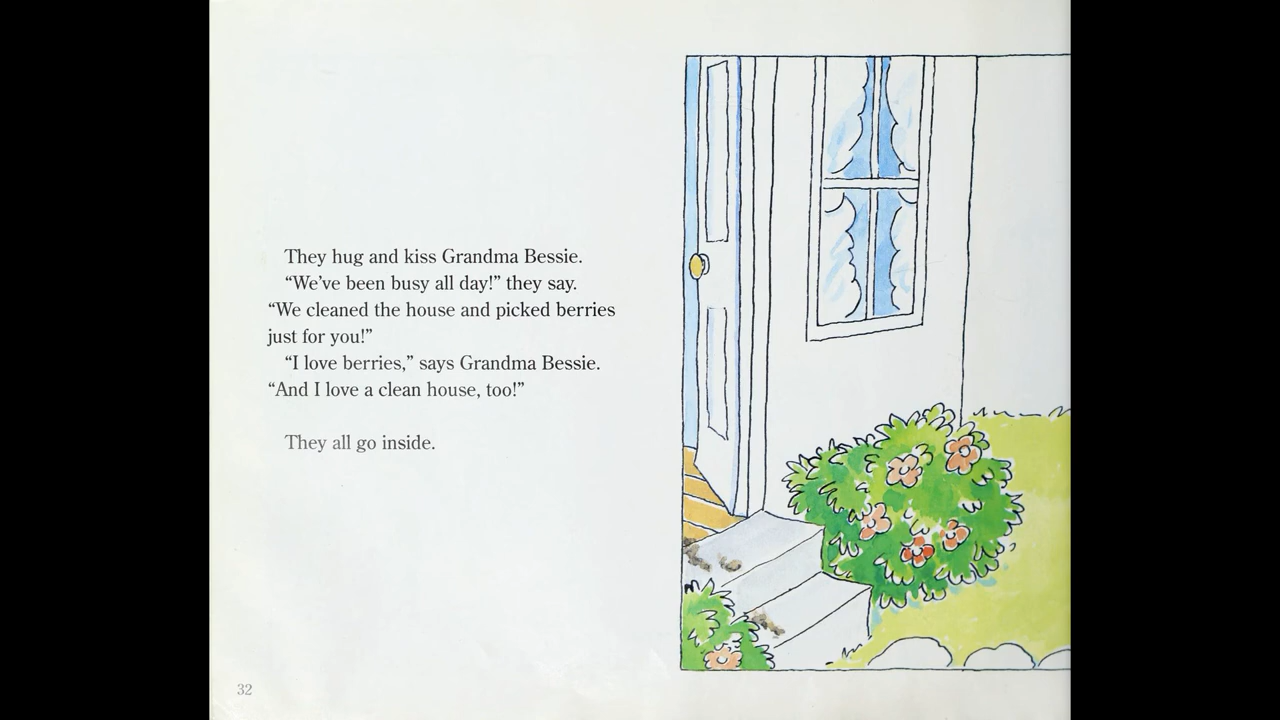 They hug and kiss Grandma Bessie.
“We’ve been busy all day!” they say.
“We cleaned the house and picked berries
just for you!”
“I love berries,” says Grandma Bessie.
“And I love a clean house, too!”
They all go inside.
32